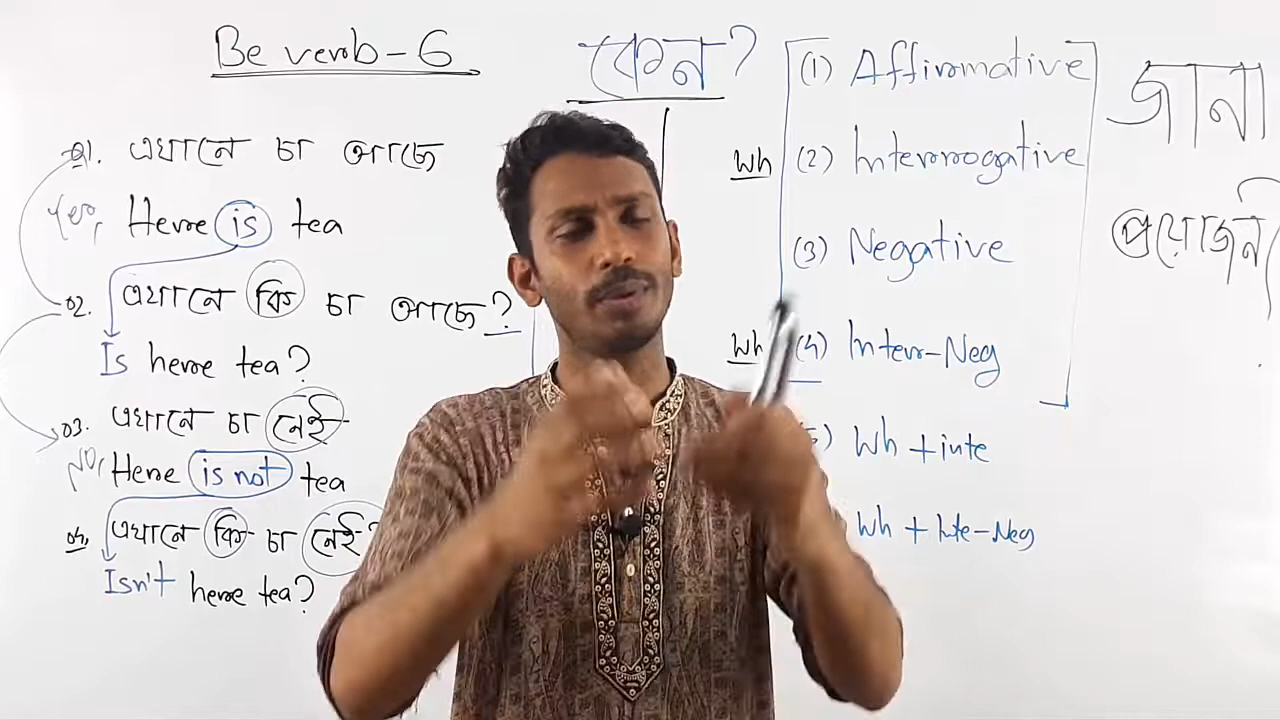 Be verb - 6
০১. এখানে চা আছে
Yes, Here is tea
০২. এখানে কি চা আছে?
Is here tea?
০৩. এখানে চা নেই
No, Here is not tea
০৪. এখানে কি চা নেই?
Isn't here tea?
কেন?
(1) Affirmative
Wh (2) Interrogative
(3) Negative
Wh (4) Interr-Neg
5) Wh + inte
Wh + Inte-Neg
জানা